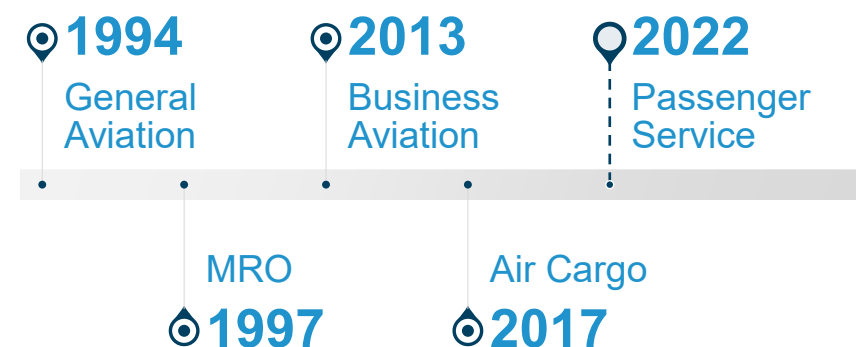 1994
General
Aviation
2013
Business
Aviation
2022
Passenger
Service
MRO
1997
Air Cargo
2017